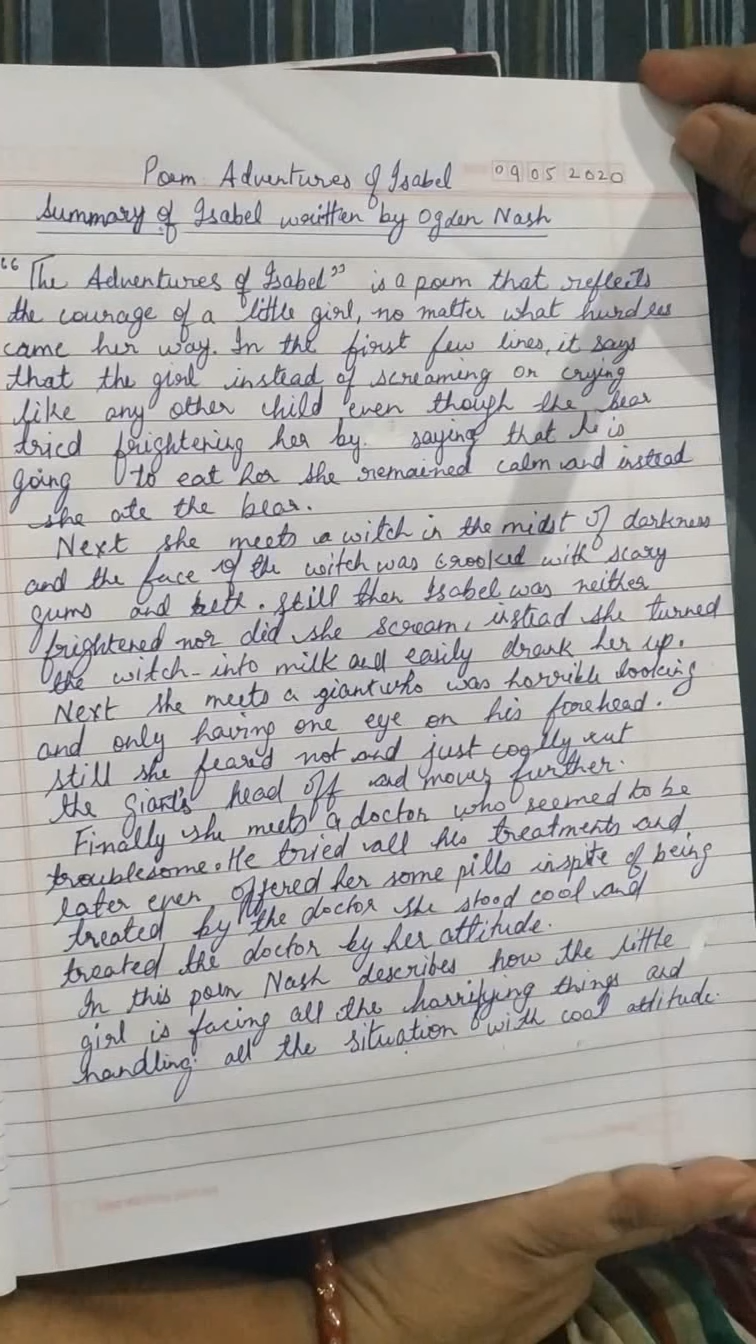 Poem Adventures of Isabel
09 05 2020
Summary of Isabel written by Ogden Nash
"The Adventures of Isabel" is a poem that reflects
the courage of a little girl, no matter what hurdles
came her way. In the first few lines, it says
that the girl instead of screaming or crying
like any other child even though the bear
tried frightening her by saying that he is
going to eat her she remained calm and instead
she ate the bear.
Next she meets a witch in the midst of darkness
and the face of the witch was crooked with scary
gums and teeth. Still then Isabel was neither
frightened nor did she scream, instead she turned
the witch into milk and easily drank her up.
Next she meets a giant who was horrible looking
and only having one eye on his forehead.
still she feared not and just coolly cut
the giant's head off and moves further.
Finally she meets a doctor who seemed to be
troublesome. He tried all his treatments and
later even offered her some pills inspite of being
treated by the doctor she stood cool and
treated the doctor by her attitude.
In this poem Nash describes how the little
girl is facing all the horrifying things and
handling all the situation with cool attitude.